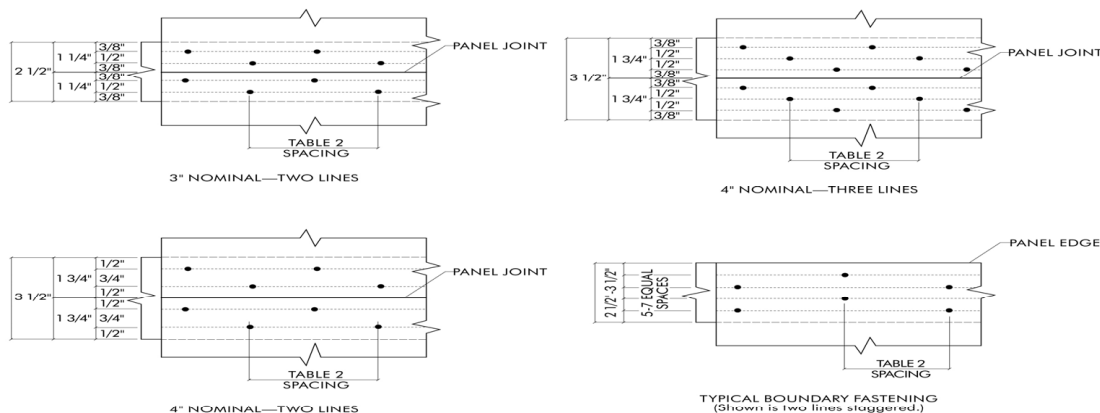 3/8"
1 1/4" 1/2"
3/8"
2 1/2"
3/8"
1 1/4" 1/2"
3/8"
PANEL JOINT
TABLE 2
SPACING
3" NOMINAL—TWO LINES
3/8"
1 3/4" 1/2"
1/2"
3/8"
3 1/2"
3/8"
1 3/4" 1/2"
1/2"
3/8"
PANEL JOINT
TABLE 2
SPACING
4" NOMINAL—THREE LINES
1/2"
1 3/4" 3/4"
1/2"
3 1/2"
1/2"
1 3/4" 3/4"
1/2"
PANEL JOINT
TABLE 2
SPACING
4" NOMINAL—TWO LINES
PANEL EDGE
2 1/2'-3 1/2"
5-7 EQUAL
SPACES
TABLE 2
SPACING
TYPICAL BOUNDARY FASTENING
(Shown is two lines staggered.)